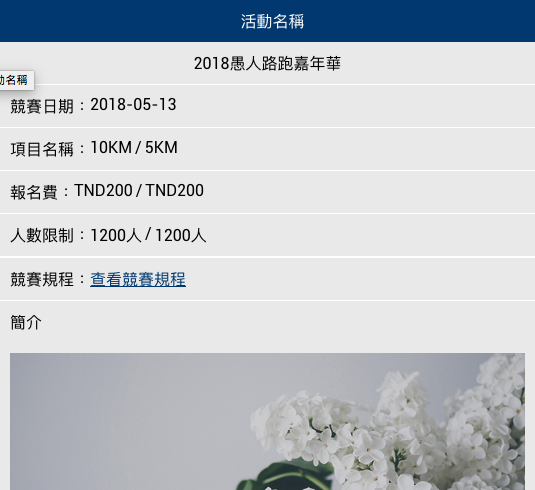 活動名稱
2018愚人路跑嘉年華
動名稱
競賽日期：2018-05-13
項目名稱：10KM / 5KM
報名費：TND200 / TND200
人數限制：1200人 / 1200人
競賽規程：查看競賽規程
簡介